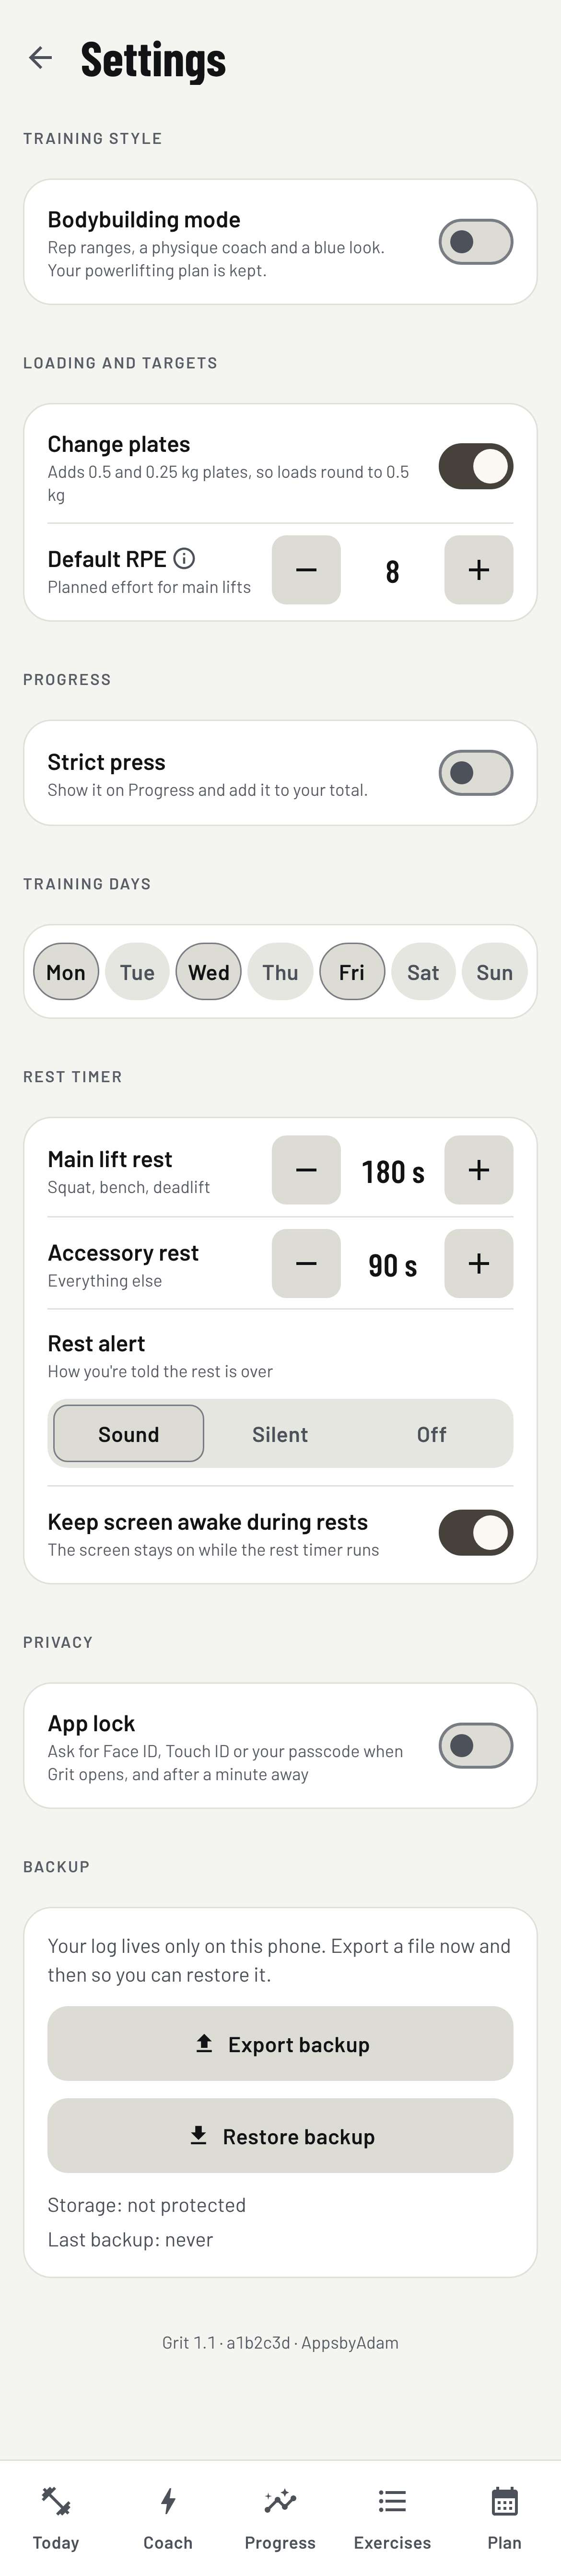 Settings
TRAINING STYLE
Bodybuilding mode
Rep ranges, a physique coach and a blue look.
Your powerlifting plan is kept.
LOADING AND TARGETS
Change plates
Adds 0.5 and 0.25 kg plates, so loads round to 0.5
kg
Default RPE
Planned effort for main lifts
8
PROGRESS
Strict press
Show it on Progress and add it to your total.
TRAINING DAYS
Mon Tue Wed Thu Fri Sat Sun
REST TIMER
Main lift rest
Squat, bench, deadlift
180 s
Accessory rest
Everything else
90 s
Rest alert
How you're told the rest is over
Sound Silent Off
Keep screen awake during rests
The screen stays on while the rest timer runs
PRIVACY
App lock
Ask for Face ID, Touch ID or your passcode when
Grit opens, and after a minute away
BACKUP
Your log lives only on this phone. Export a file now and
then so you can restore it.
Export backup
Restore backup
Storage: not protected
Last backup: never
Grit 1.1 · a1b2c3d · AppsbyAdam
Today Coach Progress Exercises Plan